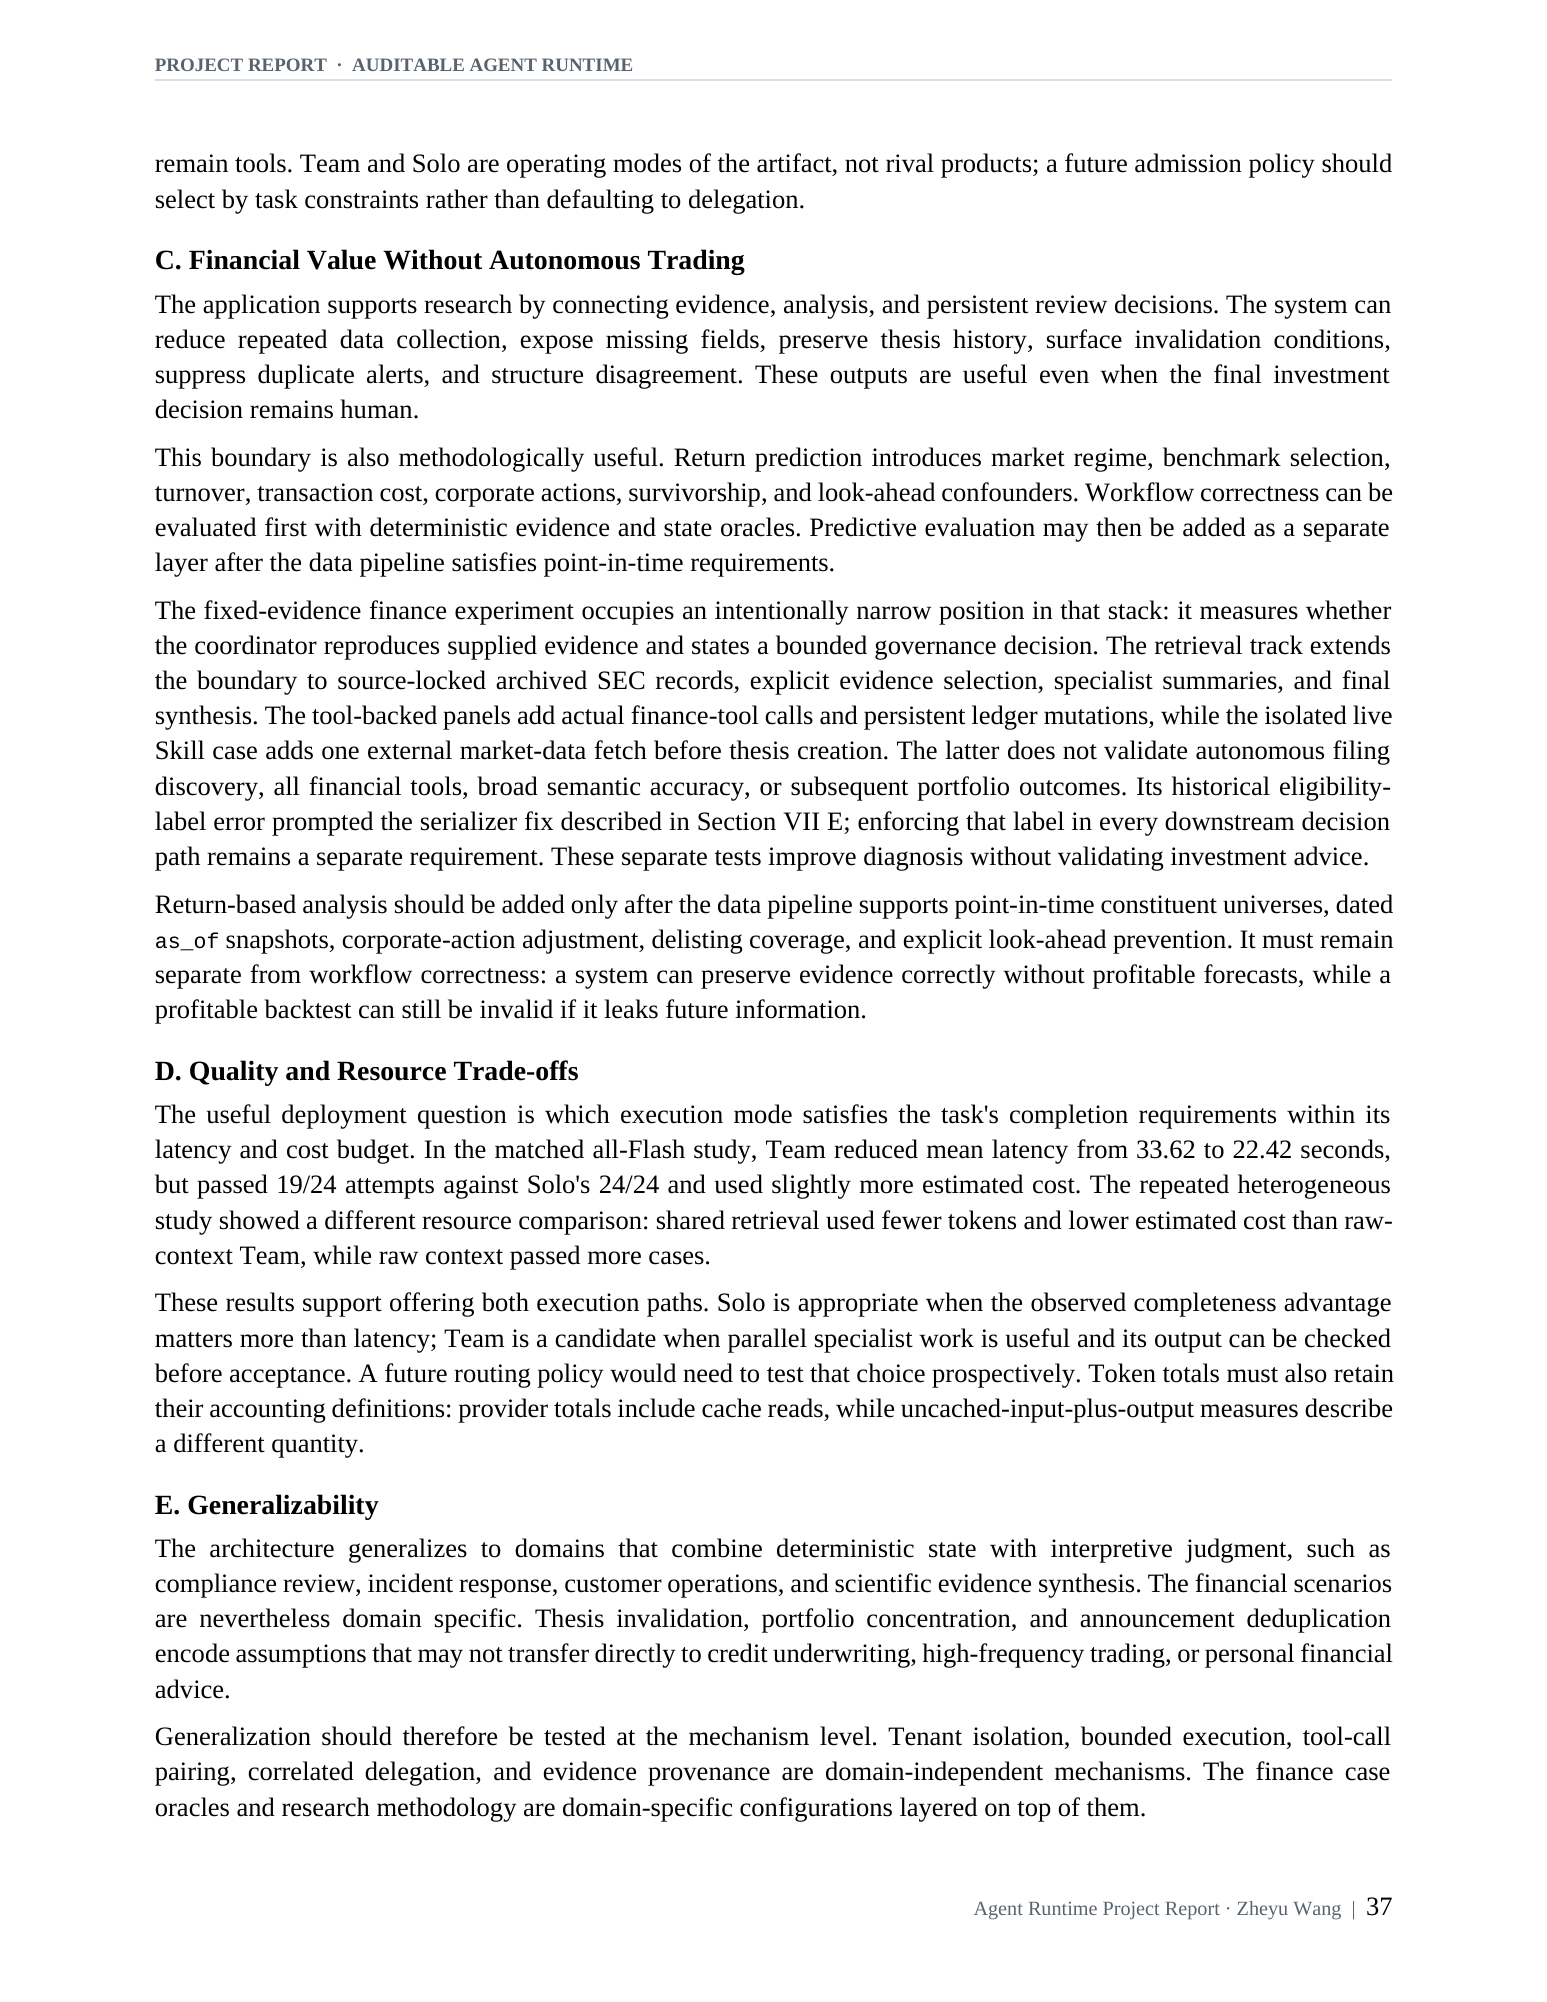 PROJECT REPORT · AUDITABLE AGENT RUNTIME
remain tools. Team and Solo are operating modes of the artifact, not rival products; a future admission policy should
select by task constraints rather than defaulting to delegation.
C. Financial Value Without Autonomous Trading
The application supports research by connecting evidence, analysis, and persistent review decisions. The system can
reduce repeated data collection, expose missing fields, preserve thesis history, surface invalidation conditions,
suppress duplicate alerts, and structure disagreement. These outputs are useful even when the final investment
decision remains human.
This boundary is also methodologically useful. Return prediction introduces market regime, benchmark selection,
turnover, transaction cost, corporate actions, survivorship, and look-ahead confounders. Workflow correctness can be
evaluated first with deterministic evidence and state oracles. Predictive evaluation may then be added as a separate
layer after the data pipeline satisfies point-in-time requirements.
The fixed-evidence finance experiment occupies an intentionally narrow position in that stack: it measures whether
the coordinator reproduces supplied evidence and states a bounded governance decision. The retrieval track extends
the boundary to source-locked archived SEC records, explicit evidence selection, specialist summaries, and final
synthesis. The tool-backed panels add actual finance-tool calls and persistent ledger mutations, while the isolated live
Skill case adds one external market-data fetch before thesis creation. The latter does not validate autonomous filing
discovery, all financial tools, broad semantic accuracy, or subsequent portfolio outcomes. Its historical eligibility-
label error prompted the serializer fix described in Section VII E; enforcing that label in every downstream decision
path remains a separate requirement. These separate tests improve diagnosis without validating investment advice.
Return-based analysis should be added only after the data pipeline supports point-in-time constituent universes, dated
as_of snapshots, corporate-action adjustment, delisting coverage, and explicit look-ahead prevention. It must remain
separate from workflow correctness: a system can preserve evidence correctly without profitable forecasts, while a
profitable backtest can still be invalid if it leaks future information.
D. Quality and Resource Trade-offs
The useful deployment question is which execution mode satisfies the task's completion requirements within its
latency and cost budget. In the matched all-Flash study, Team reduced mean latency from 33.62 to 22.42 seconds,
but passed 19/24 attempts against Solo's 24/24 and used slightly more estimated cost. The repeated heterogeneous
study showed a different resource comparison: shared retrieval used fewer tokens and lower estimated cost than raw-
context Team, while raw context passed more cases.
These results support offering both execution paths. Solo is appropriate when the observed completeness advantage
matters more than latency; Team is a candidate when parallel specialist work is useful and its output can be checked
before acceptance. A future routing policy would need to test that choice prospectively. Token totals must also retain
their accounting definitions: provider totals include cache reads, while uncached-input-plus-output measures describe
a different quantity.
E. Generalizability
The architecture generalizes to domains that combine deterministic state with interpretive judgment, such as
compliance review, incident response, customer operations, and scientific evidence synthesis. The financial scenarios
are nevertheless domain specific. Thesis invalidation, portfolio concentration, and announcement deduplication
encode assumptions that may not transfer directly to credit underwriting, high-frequency trading, or personal financial
advice.
Generalization should therefore be tested at the mechanism level. Tenant isolation, bounded execution, tool-call
pairing, correlated delegation, and evidence provenance are domain-independent mechanisms. The finance case
oracles and research methodology are domain-specific configurations layered on top of them.
Agent Runtime Project Report · Zheyu Wang | 37